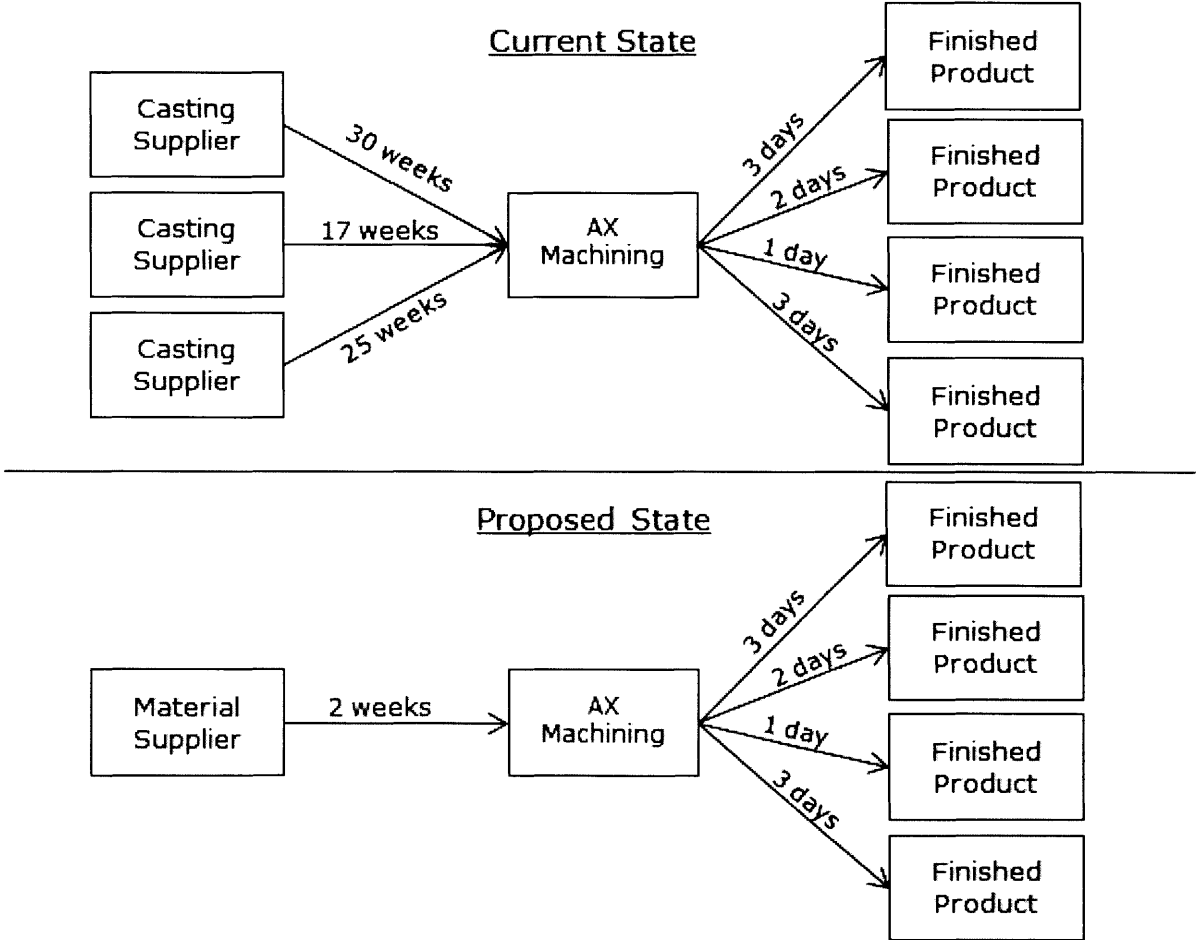 Current State
Casting
Supplier
30 weeks
Casting
Supplier
17 weeks
Casting
Supplier
25 weeks
AX
Machining
3 days
2 days
1 day
3 days
Finished
Product
Finished
Product
Finished
Product
Finished
Product
Proposed State
Material
Supplier
2 weeks
AX
Machining
3 days
2 days
1 day
3 days
Finished
Product
Finished
Product
Finished
Product
Finished
Product